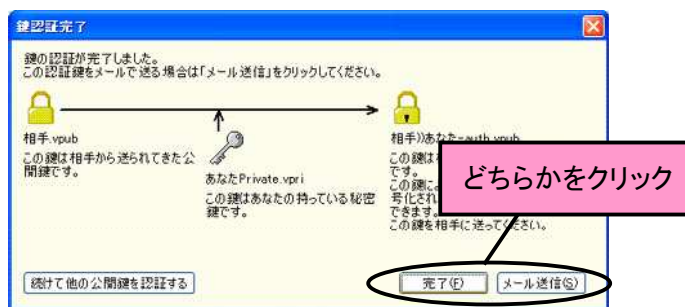 鍵認証完了
鍵の認証が完了しました。
この認証鍵をメールで送る場合は「メール送信」をクリックしてください。
相手.vpub
この鍵は相手から送られてきた公
開鍵です。
あなたPrivate.vpri
この鍵はあなたの持っている秘密
鍵です。
相手))あなた-auth.vpub
この鍵は
です。
この鍵に
号化され
できます。
この鍵を相手に送ってください。
どちらかをクリック
続けて他の公開鍵を認証する
完了(F)
メール送信(S)